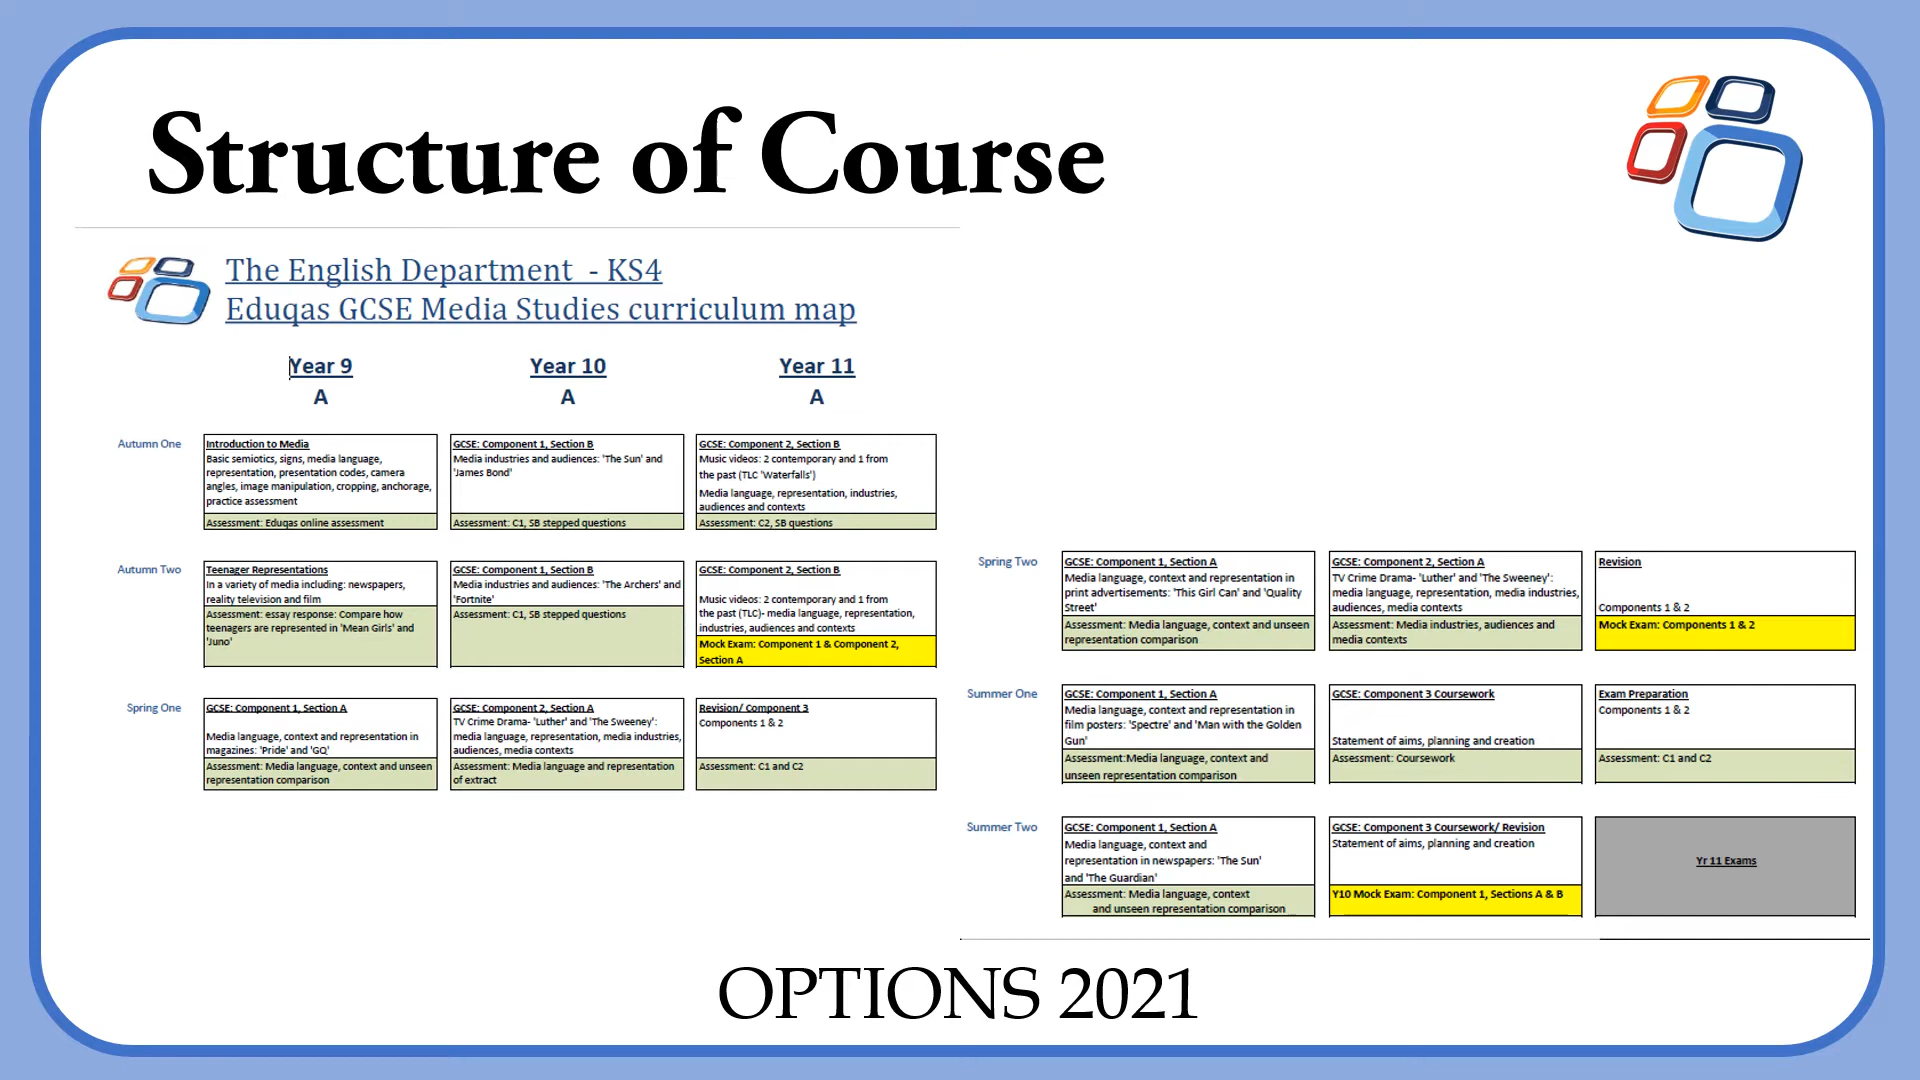 Structure of Course
The English Department - KS4
Eduqas GCSE Media Studies curriculum map
Year 9
Year 10
Year 11
A
A
A
Autumn One
Introduction to Media
Basic semiotics, signs, media language,
representation, presentation codes, camera
angles, image manipulation, cropping, anchorage,
practice assessment
Assessment: Eduqas online assessment
GCSE: Component 1, Section B
Media industries and audiences: 'The Sun' and
'James Bond'
Assessment: C1, SB stepped questions
GCSE: Component 2, Section B
Music videos: 2 contemporary and 1 from
the past (TLC 'Waterfalls')
Media language, representation, industries,
audiences and contexts
Assessment: C2, SB questions
Autumn Two
Teenager Representations
In a variety of media including: newspapers,
reality television and film
Assessment: essay response: Compare how
teenagers are represented in 'Mean Girls' and
'Juno'
GCSE: Component 1, Section B
Media industries and audiences: 'The Archers' and
'Fortnite'
Assessment: C1, SB stepped questions
GCSE: Component 2, Section B
Music videos: 2 contemporary and 1 from
the past (TLC)- media language, representation,
industries, audiences and contexts
Mock Exam: Component 1 & Component 2,
Section A
Spring One
GCSE: Component 1, Section A
Media language, context and representation in
magazines: 'Pride' and 'GQ'
Assessment: Media language, context and unseen
representation comparison
GCSE: Component 2, Section A
TV Crime Drama- 'Luther' and 'The Sweeney':
media language, representation, media industries,
audiences, media contexts
Assessment: Media language and representation
of extract
Revision/ Component 3
Components 1 & 2
Assessment: C1 and C2
Spring Two
GCSE: Component 1, Section A
Media language, context and representation in
print advertisements: 'This Girl Can' and 'Quality
Street'
Assessment: Media language, context and unseen
representation comparison
GCSE: Component 2, Section A
TV Crime Drama- 'Luther' and 'The Sweeney':
media language, representation, media industries,
audiences, media contexts
Assessment: Media industries, audiences and
media contexts
Revision
Components 1 & 2
Mock Exam: Components 1 & 2
Summer One
GCSE: Component 1, Section A
Media language, context and representation in
film posters: 'Spectre' and 'Man with the Golden
Gun'
Assessment:Media language, context and
unseen representation comparison
GCSE: Component 3 Coursework
Statement of aims, planning and creation
Assessment: Coursework
Exam Preparation
Components 1 & 2
Assessment: C1 and C2
Summer Two
GCSE: Component 1, Section A
Media language, context and
representation in newspapers: 'The Sun'
and 'The Guardian'
Assessment: Media language, context
and unseen representation comparison
GCSE: Component 3 Coursework/ Revision
Statement of aims, planning and creation
Y10 Mock Exam: Component 1, Sections A & B
Yr 11 Exams
OPTIONS 2021